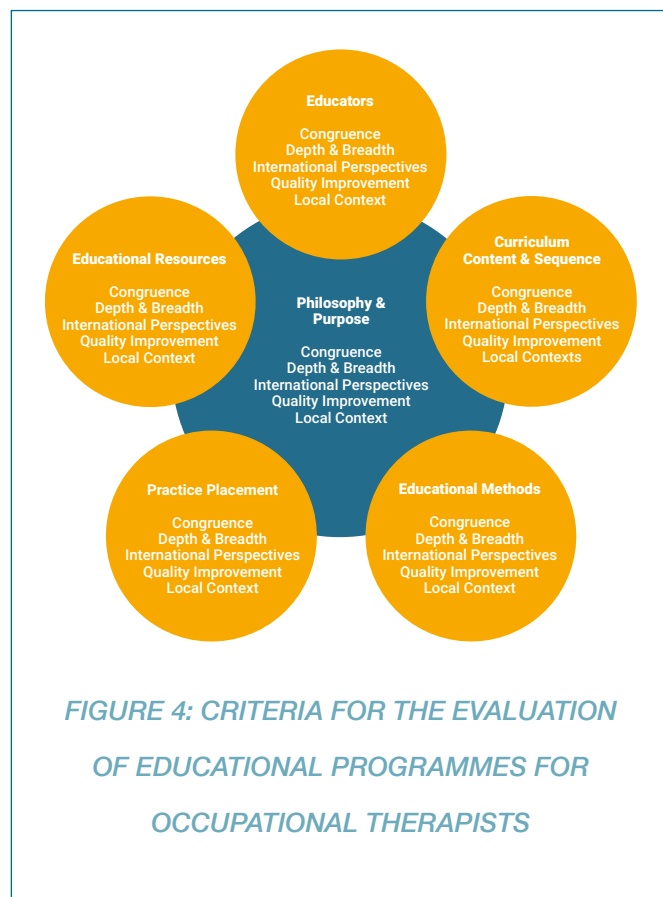 Educators
Congruence
Depth & Breadth
International Perspectives
Quality Improvement
Local Context
Educational Resources
Congruence
Depth & Breadth
International Perspectives
Quality Improvement
Local Context
Philosophy &
Purpose
Congruence
Depth & Breadth
International Perspectives
Quality Improvement
Local Context
Curriculum
Content & Sequence
Congruence
Depth & Breadth
International Perspectives
Quality Improvement
Local Contexts
Practice Placement
Congruence
Depth & Breadth
International Perspectives
Quality Improvement
Local Context
Educational Methods
Congruence
Depth & Breadth
International Perspectives
Quality Improvement
Local Context
FIGURE 4: CRITERIA FOR THE EVALUATION
OF EDUCATIONAL PROGRAMMES FOR
OCCUPATIONAL THERAPISTS